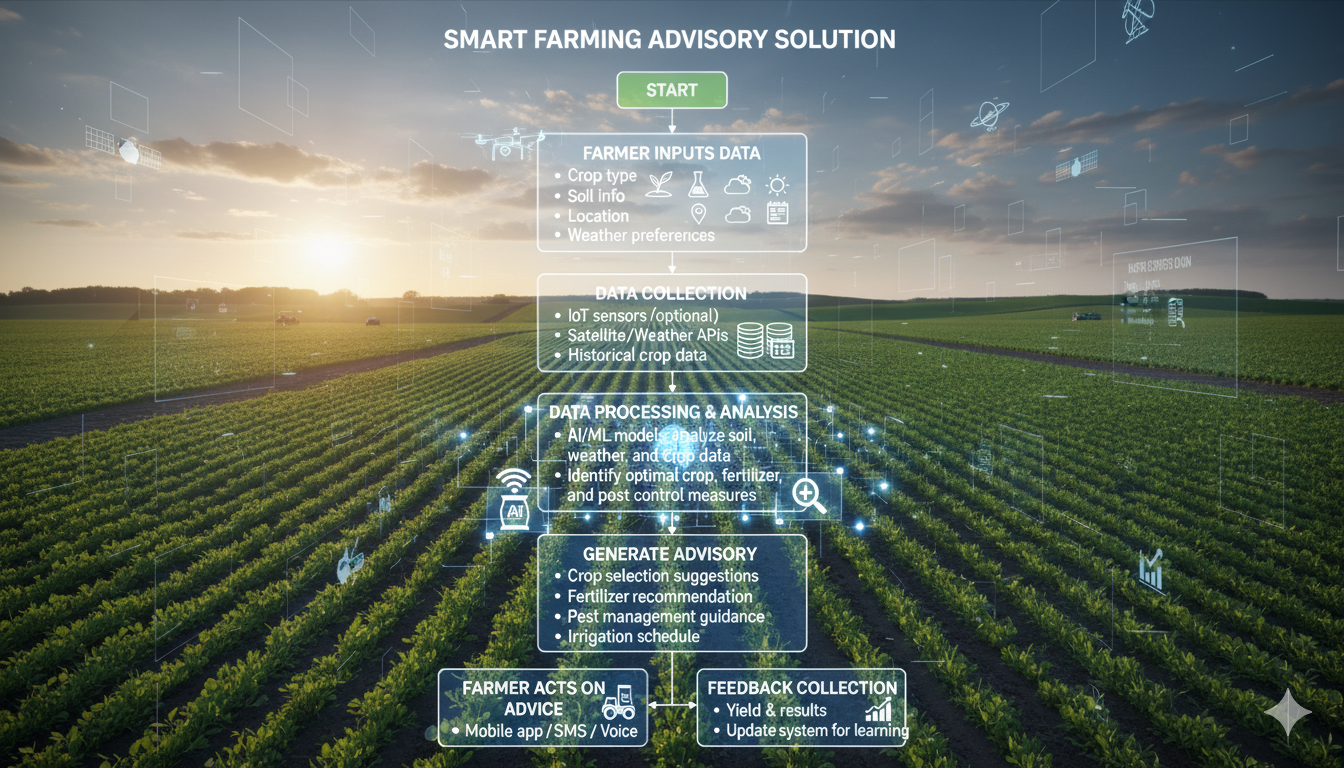 SMART FARMING ADVISORY SOLUTION
START
FARMER INPUTS DATA
• Crop type
• Soll info
• Location
• Weather preferences
DATA COLLECTION
• IoT sensors /optional)
• Satellite/Weather APIs
• Historical crop data
DATA PROCESSING & ANALYSIS
• AI/ML models analyze soil,
weather, and Crop data
• Identify optimal crop, fertilizer,
and post control measures
AI
GENERATE ADVISORY
• Crop selection suggestions
• Fertilizer recommendation
• Pest management guidance
• Irrigation schedule
FARMER ACTS ON
ADVICE
• Mobile app / SMS / Voice
FEEDBACK COLLECTION
• Yield & results
• Update system for learning